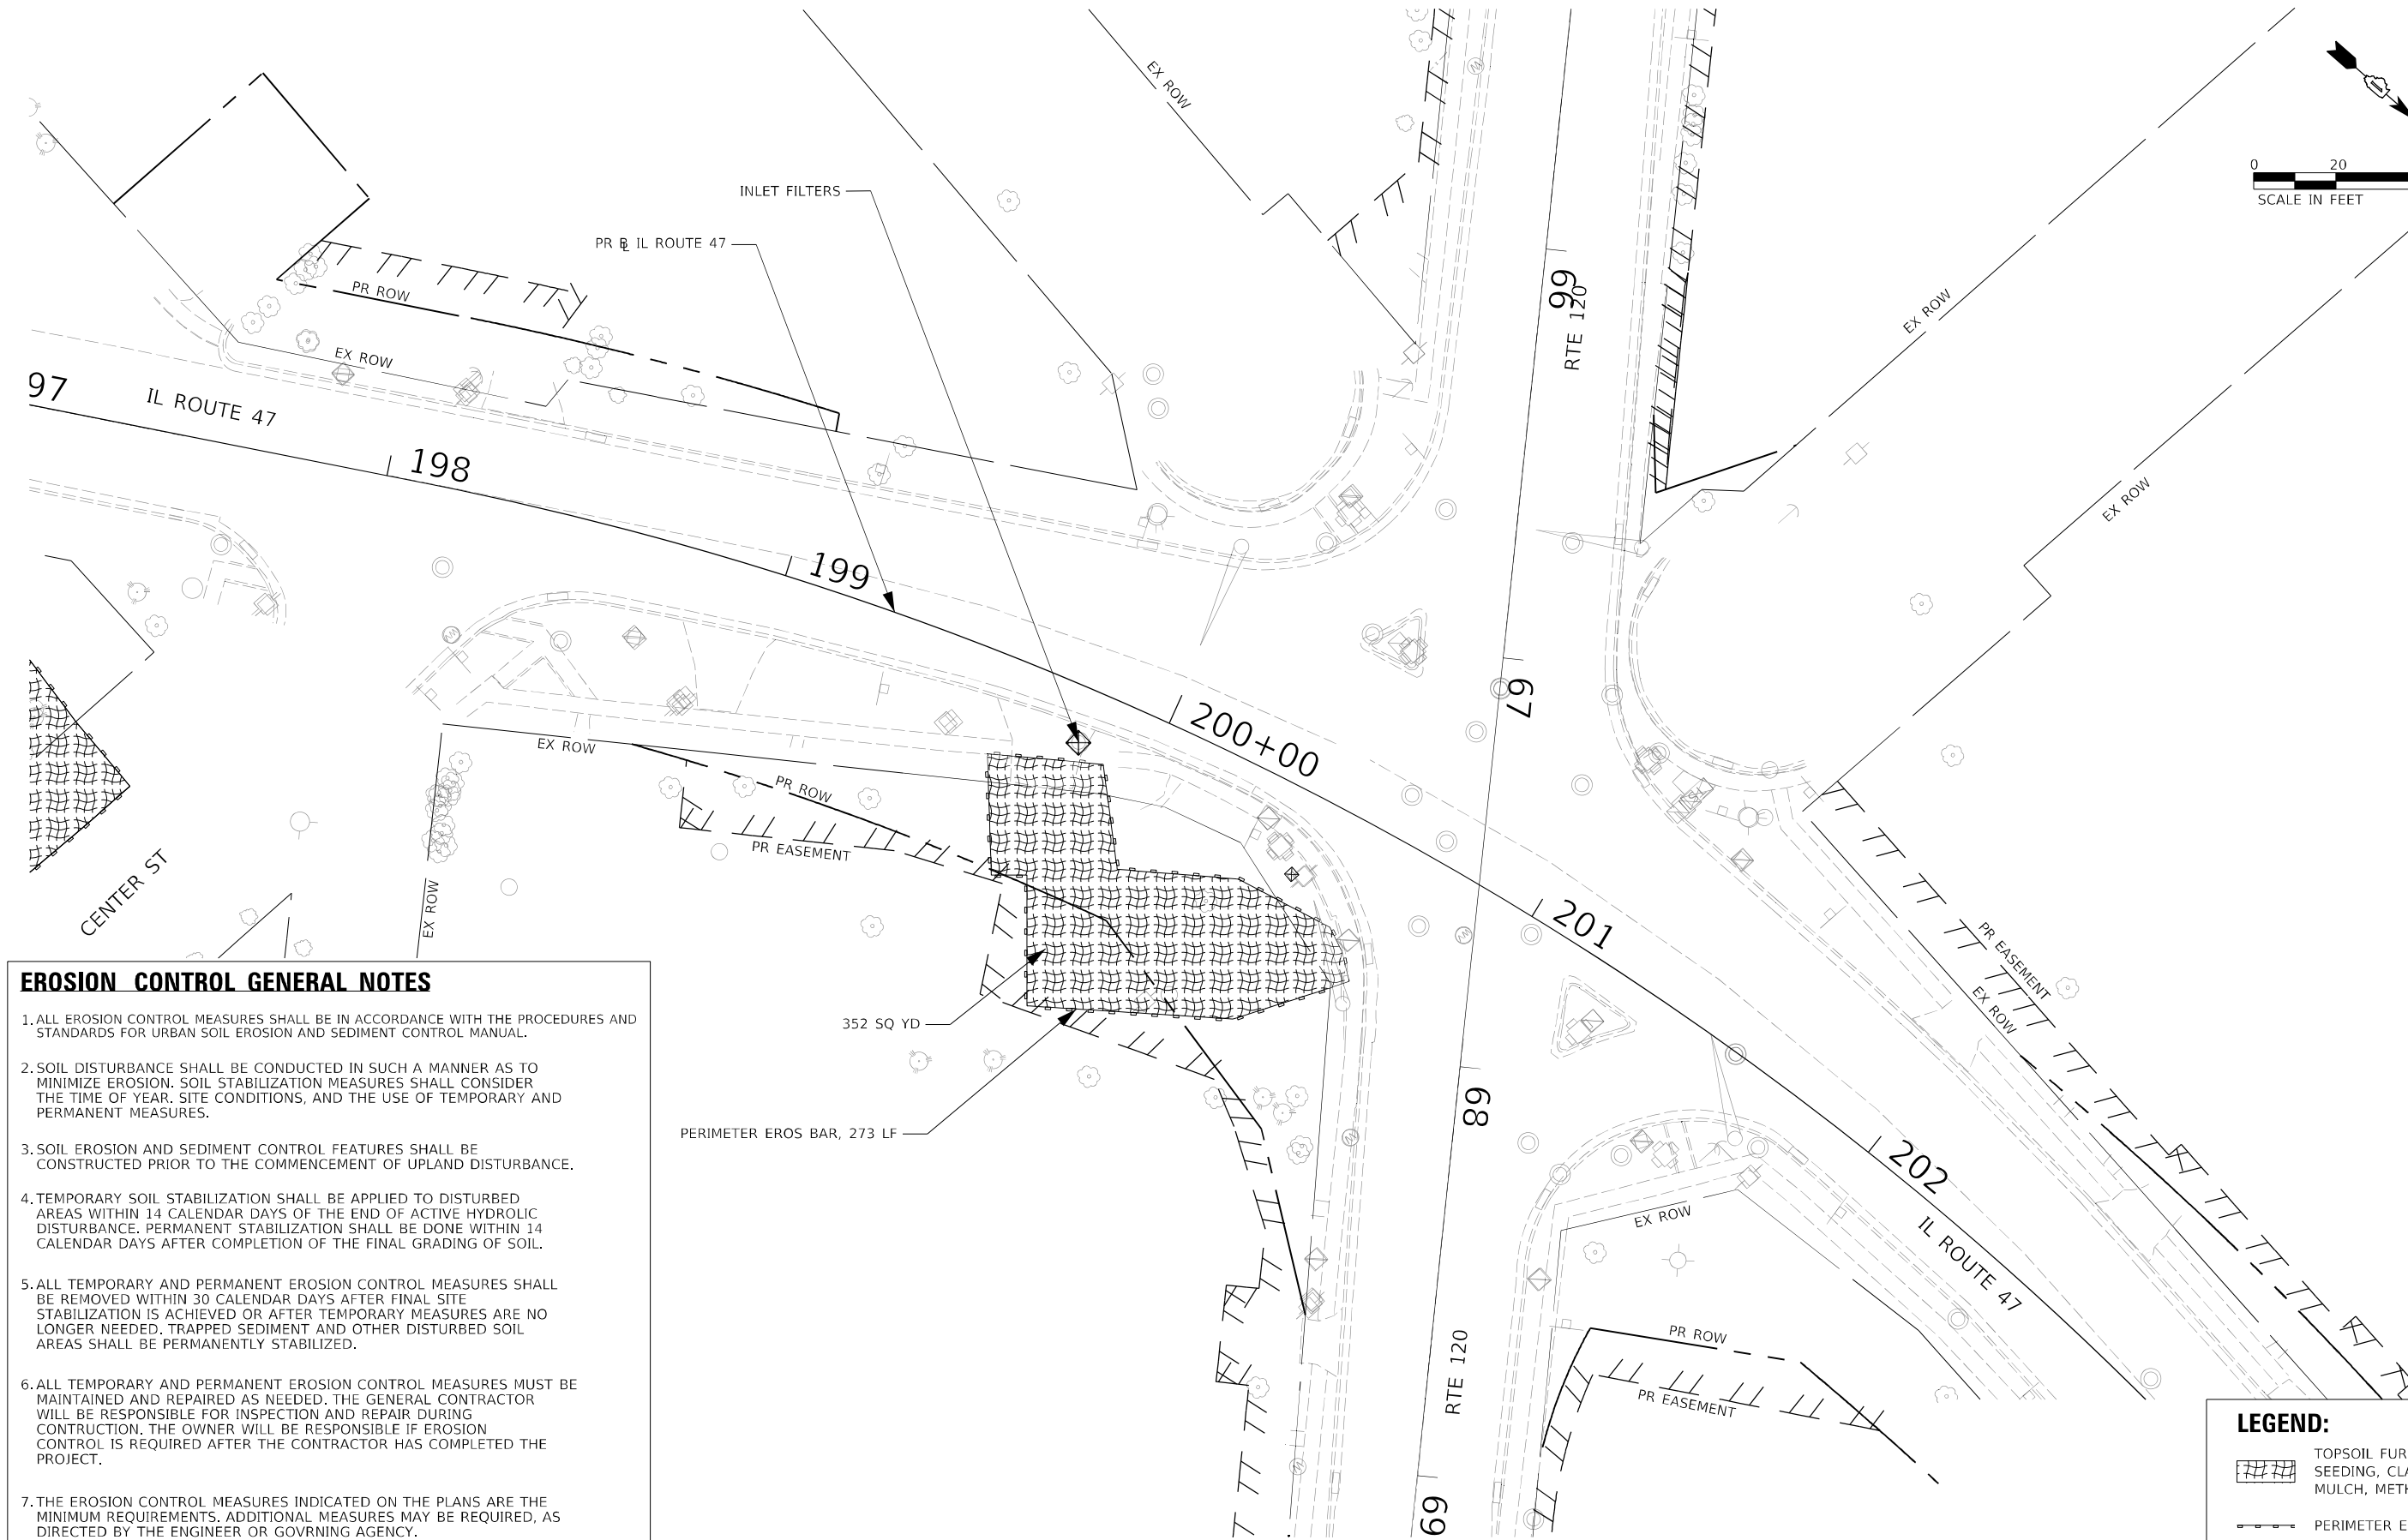 EX ROW
INLET FILTERS
0 20
SCALE IN FEET
PR BL IL ROUTE 47
PR ROW
66
RTE 120
EX ROW
EX ROW
97
IL ROUTE 47
198
EX ROW
199
67
200+00
EX ROW
PR ROW
PR EASEMENT
CENTER ST
EX ROW
201
PR EASEMENT
EX ROW
352 SQ YD
68
PERIMETER EROS BAR, 273 LF
202
IL ROUTE 47
EX ROW
RTE 120
PR ROW
PR EASEMENT
69
EROSION CONTROL GENERAL NOTES
1. ALL EROSION CONTROL MEASURES SHALL BE IN ACCORDANCE WITH THE PROCEDURES AND
STANDARDS FOR URBAN SOIL EROSION AND SEDIMENT CONTROL MANUAL.
2. SOIL DISTURBANCE SHALL BE CONDUCTED IN SUCH A MANNER AS TO
MINIMIZE EROSION. SOIL STABILIZATION MEASURES SHALL CONSIDER
THE TIME OF YEAR. SITE CONDITIONS, AND THE USE OF TEMPORARY AND
PERMANENT MEASURES.
3. SOIL EROSION AND SEDIMENT CONTROL FEATURES SHALL BE
CONSTRUCTED PRIOR TO THE COMMENCEMENT OF UPLAND DISTURBANCE.
4. TEMPORARY SOIL STABILIZATION SHALL BE APPLIED TO DISTURBED
AREAS WITHIN 14 CALENDAR DAYS OF THE END OF ACTIVE HYDROLIC
DISTURBANCE. PERMANENT STABILIZATION SHALL BE DONE WITHIN 14
CALENDAR DAYS AFTER COMPLETION OF THE FINAL GRADING OF SOIL.
5. ALL TEMPORARY AND PERMANENT EROSION CONTROL MEASURES SHALL
BE REMOVED WITHIN 30 CALENDAR DAYS AFTER FINAL SITE
STABILIZATION IS ACHIEVED OR AFTER TEMPORARY MEASURES ARE NO
LONGER NEEDED. TRAPPED SEDIMENT AND OTHER DISTURBED SOIL
AREAS SHALL BE PERMANENTLY STABILIZED.
6. ALL TEMPORARY AND PERMANENT EROSION CONTROL MEASURES MUST BE
MAINTAINED AND REPAIRED AS NEEDED. THE GENERAL CONTRACTOR
WILL BE RESPONSIBLE FOR INSPECTION AND REPAIR DURING
CONTRUCTION. THE OWNER WILL BE RESPONSIBLE IF EROSION
CONTROL IS REQUIRED AFTER THE CONTRACTOR HAS COMPLETED THE
PROJECT.
7. THE EROSION CONTROL MEASURES INDICATED ON THE PLANS ARE THE
MINIMUM REQUIREMENTS. ADDITIONAL MEASURES MAY BE REQUIRED, AS
DIRECTED BY THE ENGINEER OR GOVRNING AGENCY.
LEGEND:
TOPSOIL FUR
SEEDING, CLA
MULCH, METH
PERIMETER E